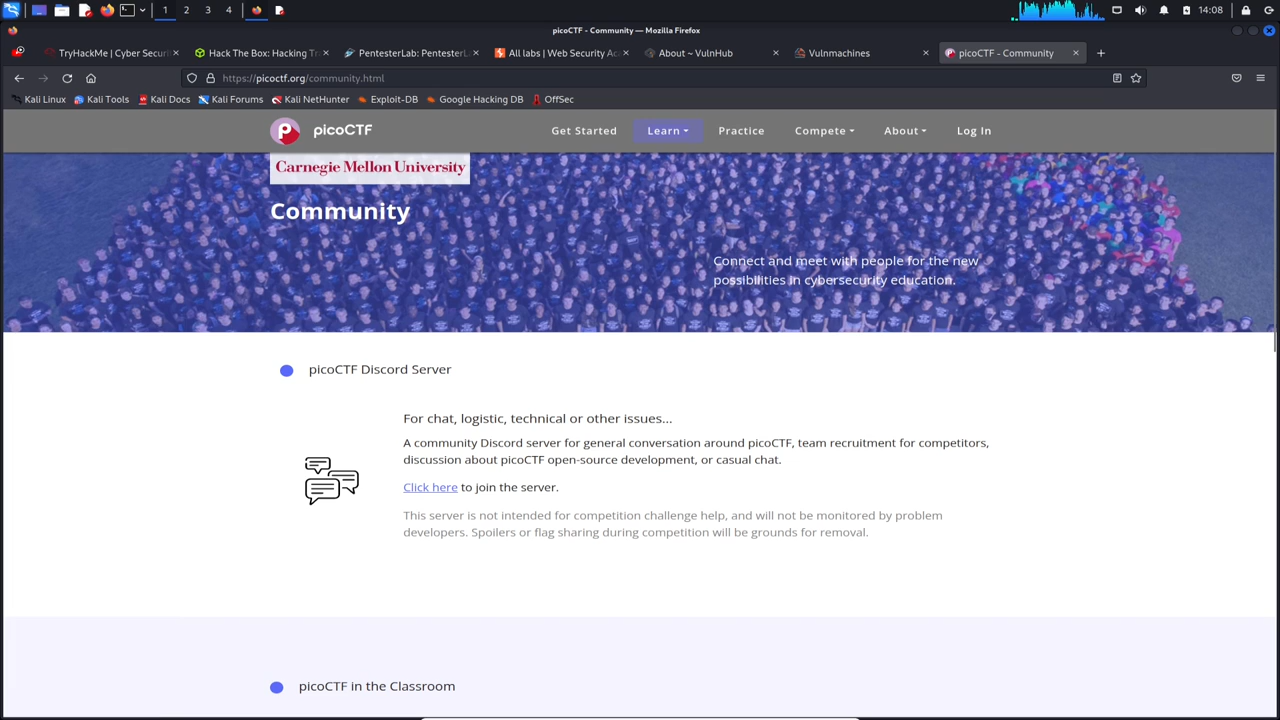 1 2 3 4 14:08
picoCTF - Community — Mozilla Firefox
TryHackMe | Cyber Secur Hack The Box: Hacking Tr PentesterLab: PentesterL All labs | Web Security Ac About ~ VulnHub Vulnmachines picoCTF - Community
https://picoctf.org/community.html
Kali Linux Kali Tools Kali Docs Kali Forums Kali NetHunter Exploit-DB Google Hacking DB OffSec
picoCTF Get Started Learn Practice Compete About Log In
Carnegie Mellon University
Community
Connect and meet with people for the new
possibilities in cybersecurity education.
picoCTF Discord Server
For chat, logistic, technical or other issues...
A community Discord server for general conversation around picoCTF, team recruitment for competitors,
discussion about picoCTF open-source development, or casual chat.
Click here to join the server.
This server is not intended for competition challenge help, and will not be monitored by problem
developers. Spoilers or flag sharing during competition will be grounds for removal.
picoCTF in the Classroom